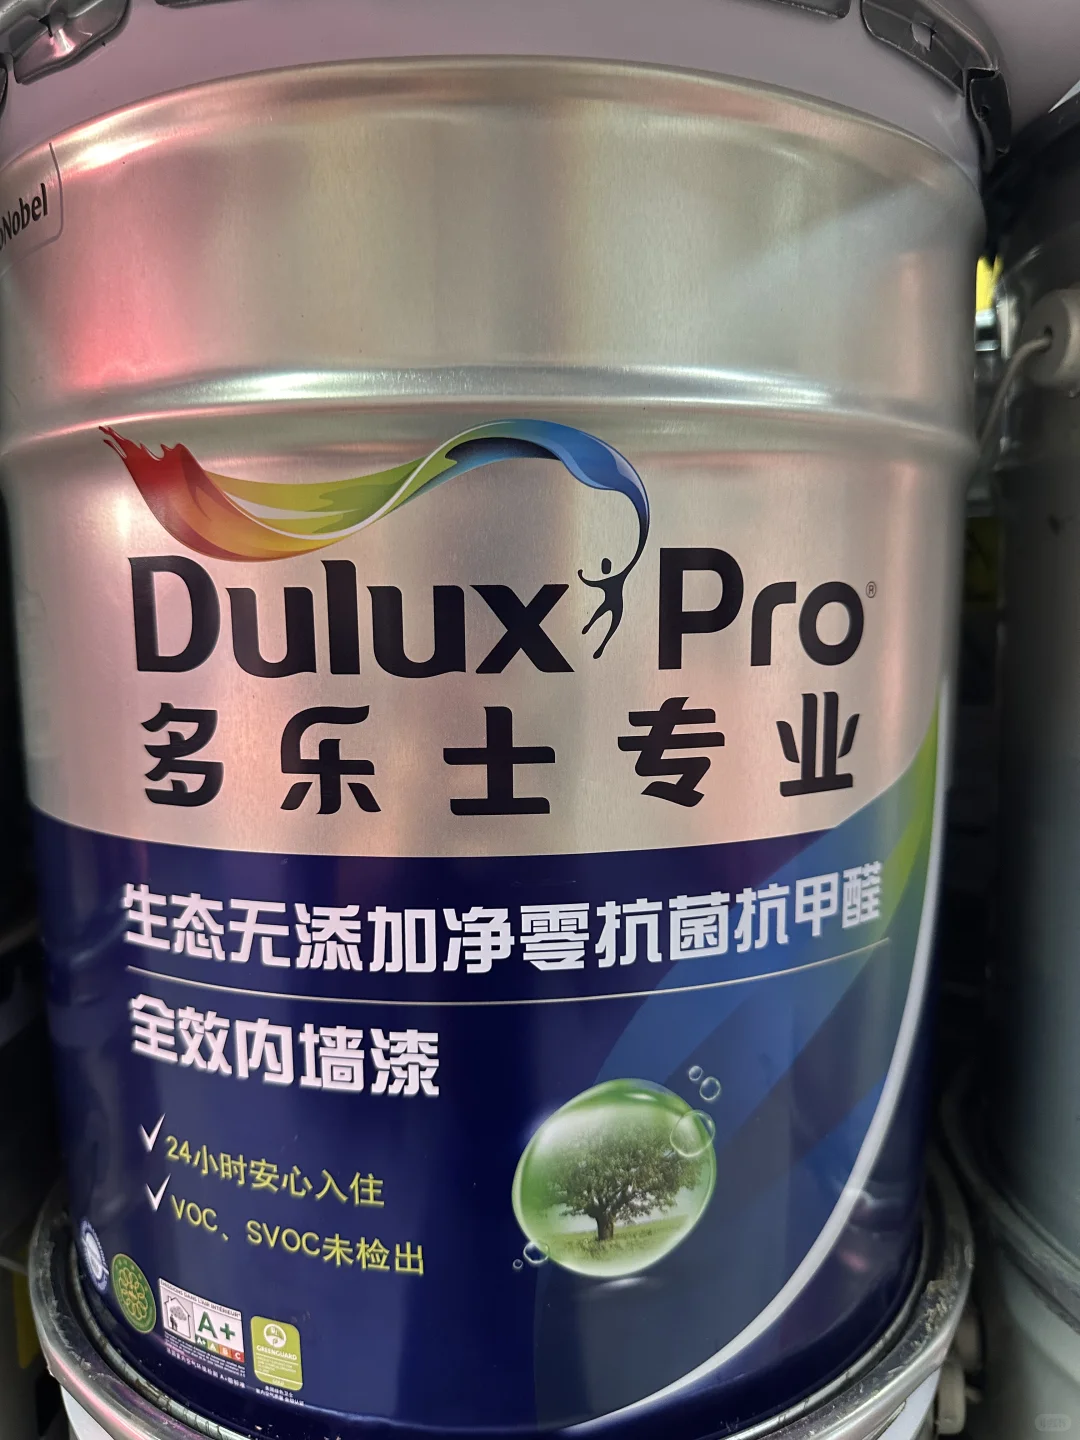 Nobel
Dulux Pro®
多乐士专业
生态无添加净零抗菌抗甲醛
全效内墙漆
24小时安心入住
VOC、SVOC未检出
A+
GREENGUARD